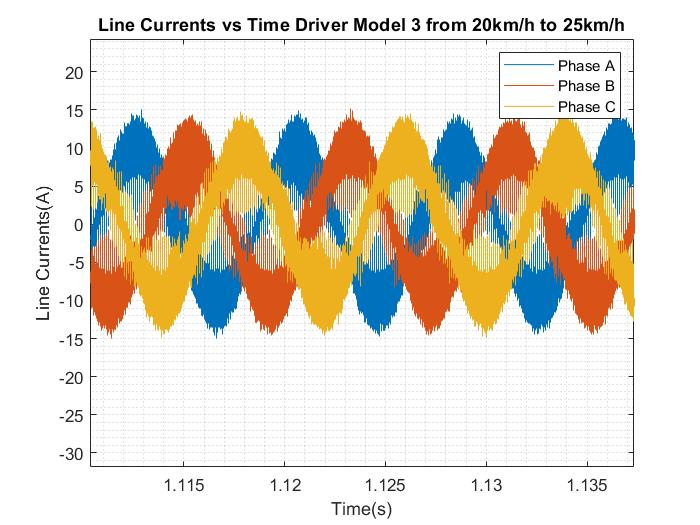 Line Currents vs Time Driver Model 3 from 20km/h to 25km/h
Phase A
Phase B
Phase C
20
15
10
5
0
-5
-10
-15
-20
-25
-30
Line Currents(A)
1.115
1.12
1.125
1.13
1.135
Time(s)